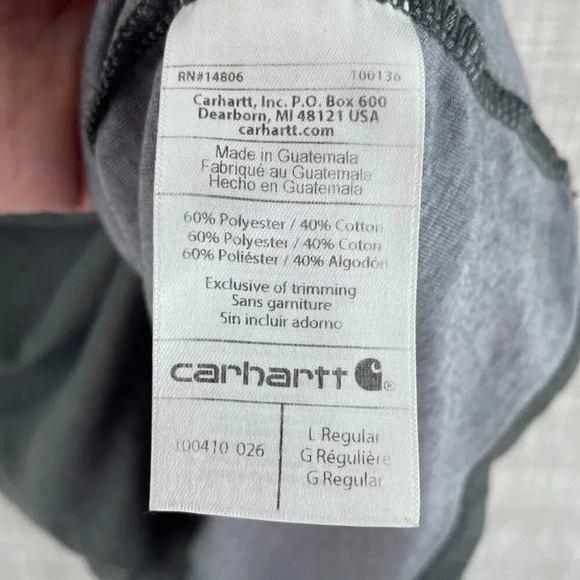 RN#14806 100136
Carhartt, Inc. P.O. Box 600
Dearborn, MI 48121 USA
carhartt.com
Made in Guatemala
Fabriqué au Guatemala
Hecho en Guatemala
60% Polyester / 40% Cotton
60% Polyester / 40% Coton
60% Poliéster / 40% Algodón
Exclusive of trimming
Sans garniture
Sin incluir adorno
carhartt ®
100410 026
L Regular
G Régulière
G Regular